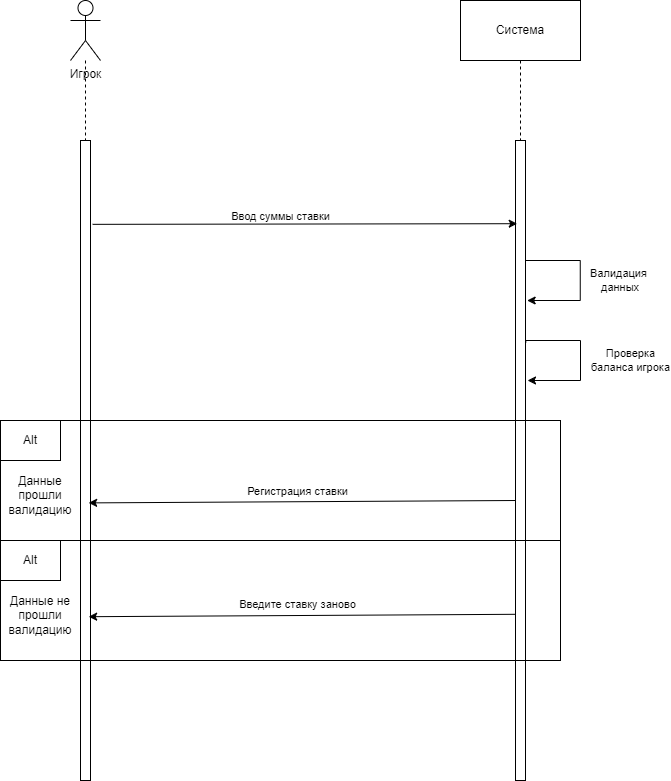 Игрок
Система
Ввод суммы ставки
Валидация
данных
Проверка
баланса игрока
Alt
Данные
прошли
валидацию
Регистрация ставки
Alt
Данные не
прошли
валидацию
Введите ставку заново